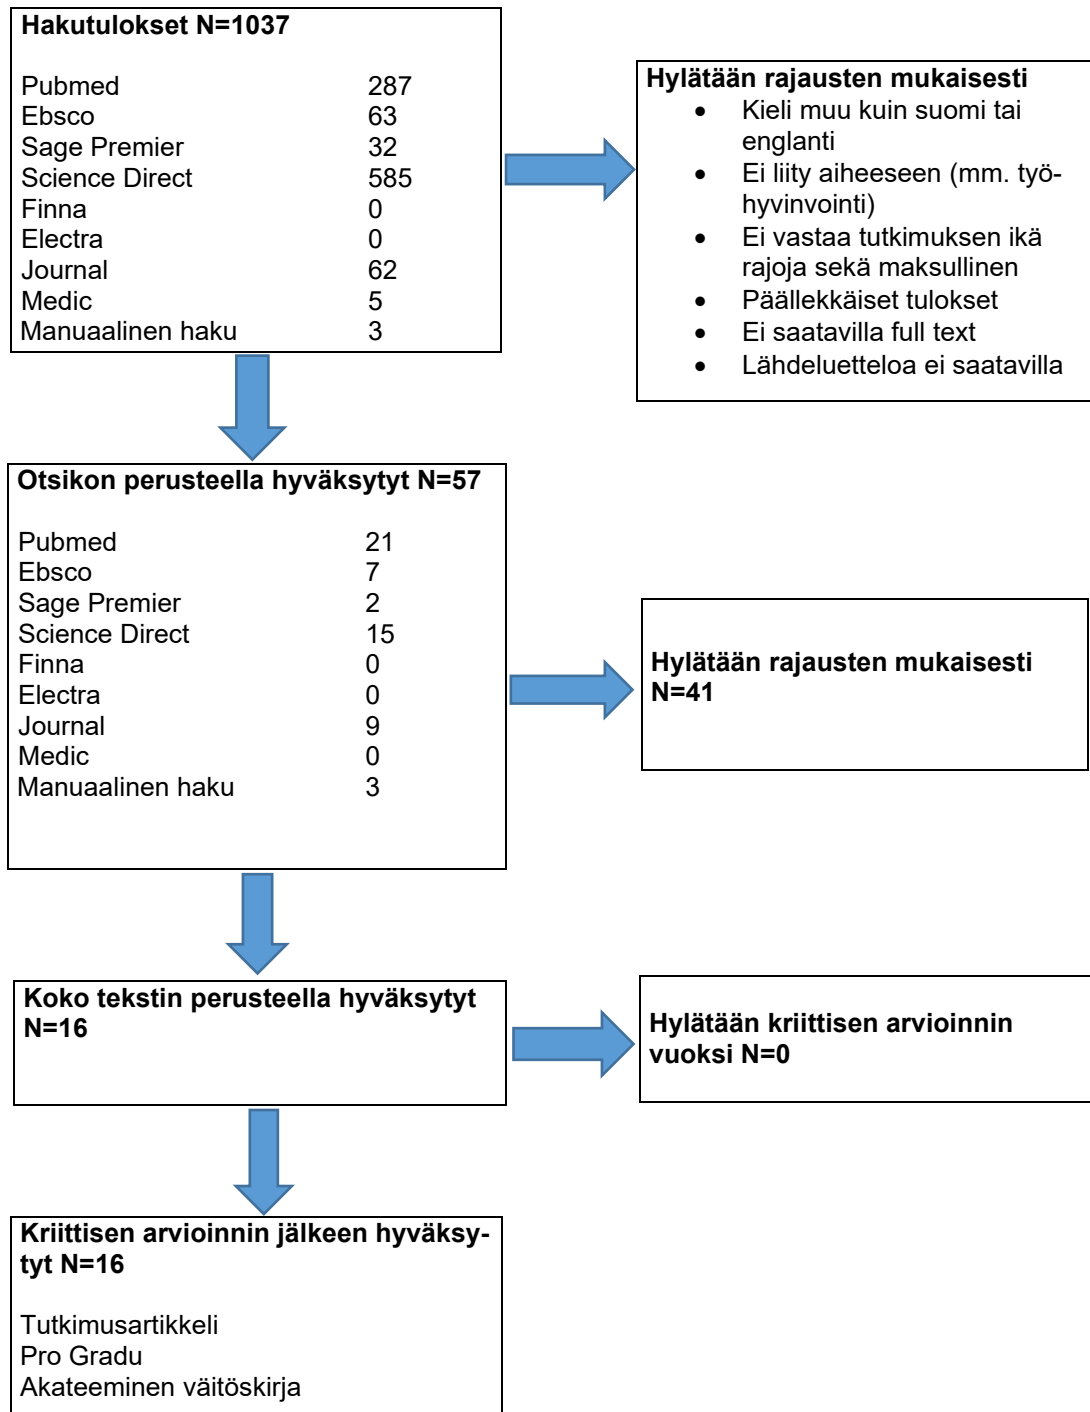 Hakutulokset N=1037
Pubmed 287
Ebsco 63
Sage Premier 32
Science Direct 585
Finna 0
Electra 0
Journal 62
Medic 5
Manuaalinen haku 3
Hylätään rajausten mukaisesti
• Kieli muu kuin suomi tai
englanti
• Ei liity aiheeseen (mm. työ-
hyvinvointi)
• Ei vastaa tutkimuksen ikä
rajoja sekä maksullinen
• Päällekkäiset tulokset
• Ei saatavilla full text
• Lähdeluetteloa ei saatavilla
Otsikon perusteella hyväksytyt N=57
Pubmed 21
Ebsco 7
Sage Premier 2
Science Direct 15
Finna 0
Electra 0
Journal 9
Medic 0
Manuaalinen haku 3
Hylätään rajausten mukaisesti
N=41
Koko tekstin perusteella hyväksytyt
N=16
Hylätään kriittisen arvioinnin
vuoksi N=0
Kriittisen arvioinnin jälkeen hyväksy-
tyt N=16
Tutkimusartikkeli
Pro Gradu
Akateeminen väitöskirja